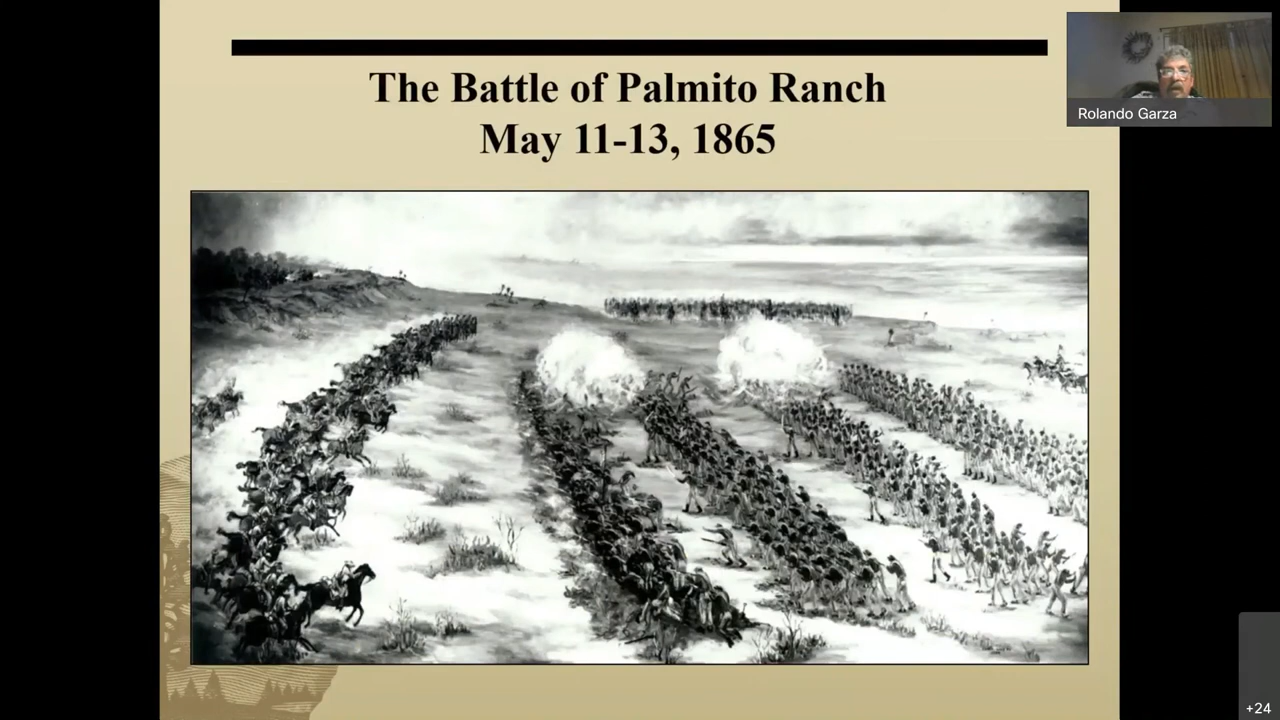 The Battle of Palmito Ranch
May 11-13, 1865
Rolando Garza
+24